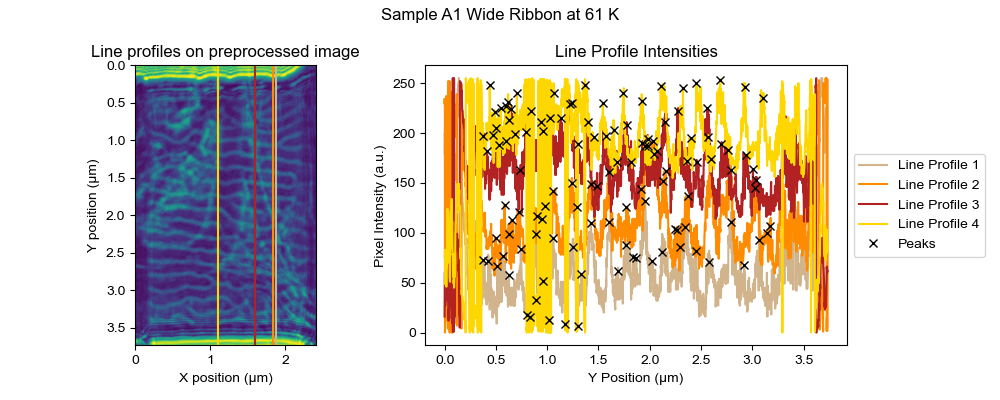 Sample A1 Wide Ribbon at 61 K
Line profiles on preprocessed image
0.0
0.5
1.0
1.5
2.0
2.5
3.0
3.5
Y position (μm)
0
1
2
X position (μm)
Line Profile Intensities
250
200
150
100
50
0
Pixel Intensity (a.u.)
0.0
0.5
1.0
1.5
2.0
2.5
3.0
3.5
Y Position (μm)
Line Profile 1
Line Profile 2
Line Profile 3
Line Profile 4
Peaks